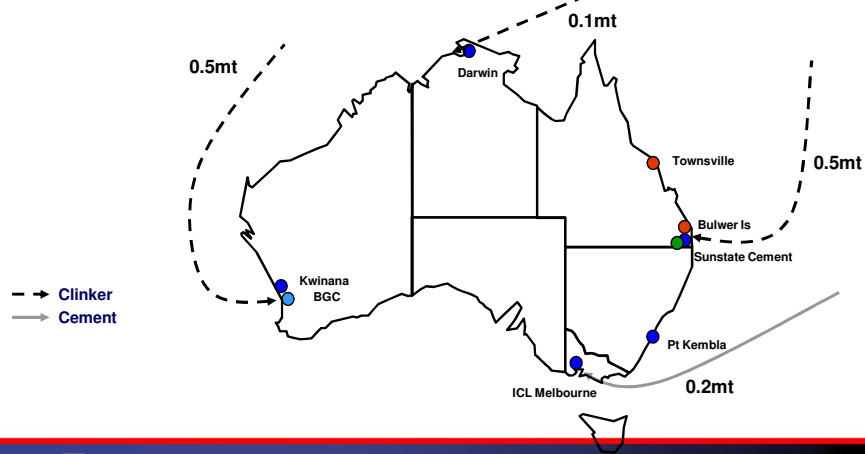 0.1mt
0.5mt
Darwin
Townsville
0.5mt
Bulwer Is
Sunstate Cement
Kwinana
BGC
Clinker
Cement
Pt Kembla
ICL Melbourne
0.2mt